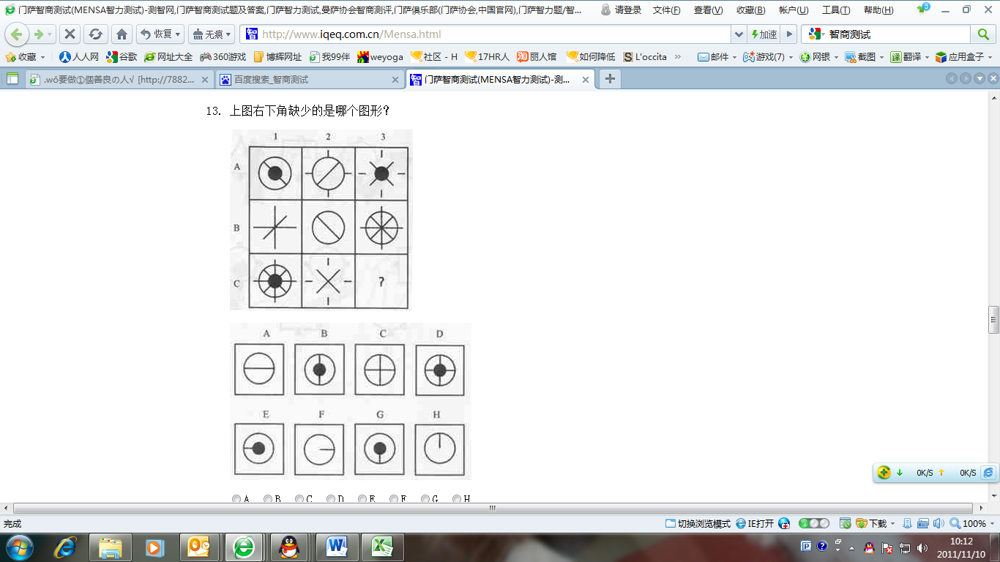 门萨智商测试(MENSA智力测试)-测智网,门萨智商测试题及答案,门萨智力测试,曼萨协会智商测评,门萨俱乐部(门萨协会,中国官网),门萨智力题/智... 请登录 文件(F) 查看(V) 收藏(B) 帐户(U) 工具(T) 帮助(H) 5
恢复 无痕 智 http://www.iqeq.com.cn/Mensa.html 加速 智商测试
收藏 人人网 谷歌 网址大全 360游戏 博辉网址 我99伴 weyoga 社区 - H 17HR人 丽人馆 如何降低 L'occita » 邮件 游戏(7) 网银 截图 翻译 应用盒子
.wǒ要做①個善良の人√ [http://7882... 百度搜索_智商测试 智 门萨智商测试(MENSA智力测试)-测...
13. 上图右下角缺少的是哪个图形?
1 2 3
A
B
C ?
A B C D
E F G H
A B C D E F G H
0K/S 0K/S
完成 切换浏览模式 IE打开 下载 100%
10:12
2011/11/10